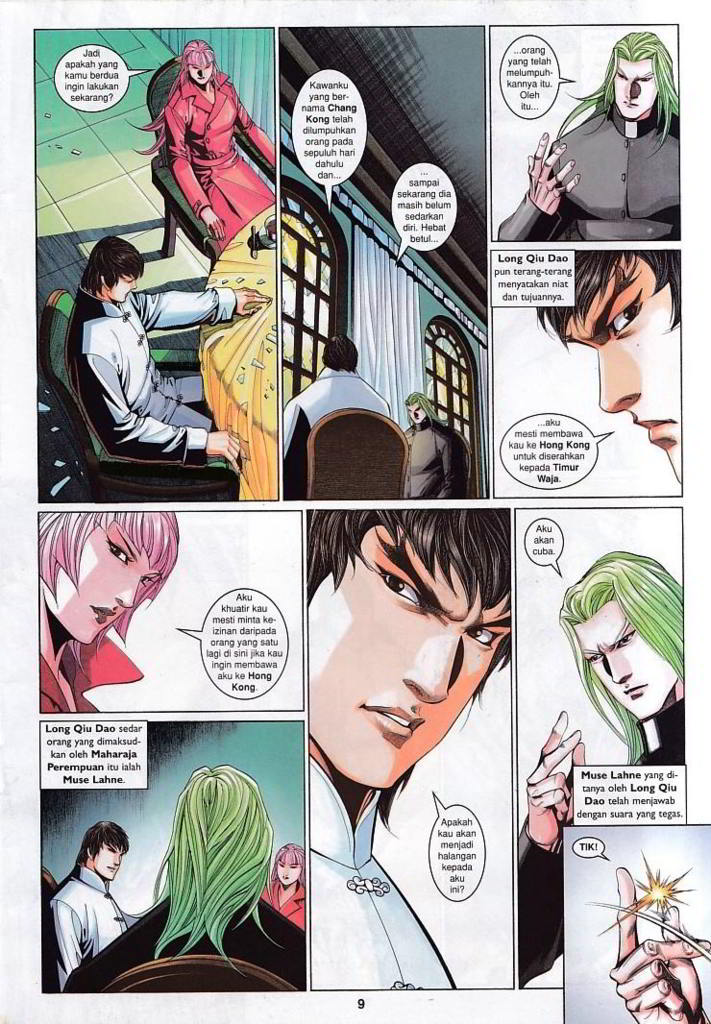 Jadi
apakah yang
kamu berdua
ingin lakukan
sekarang?
Kawanku
yang ber-
nama Chang
Kong telah
dilumpuhkan
orang pada
sepuluh hari
dahulu
dan...
...
sampai
sekarang dia
masih belum
sedarkan
diri. Hebat
betul...
...orang
yang telah
melumpuh-
kannya itu.
Oleh
itu...
Long Qiu Dao
pun terang-terang
menyatakan niat
dan tujuannya.
...aku
mesti membawa
kau ke Hong Kong
untuk diserahkan
kepada Timur
Waja.
Aku
khuatir kau
mesti minta ke-
izinan daripada
orang yang satu
lagi di sini jika kau
ingin membawa
aku ke Hong
Kong.
Long Qiu Dao sedar
orang yang dimaksud-
kan oleh Maharaja
Perempuan itu ialah
Muse Lahne.
Apakah
kau akan
menjadi
halangan
kepada
aku
ini?
Aku
akan
cuba.
Muse Lahne yang di-
tanya oleh Long Qiu
Dao telah menjawab
dengan suara yang tegas.
TIK!
9